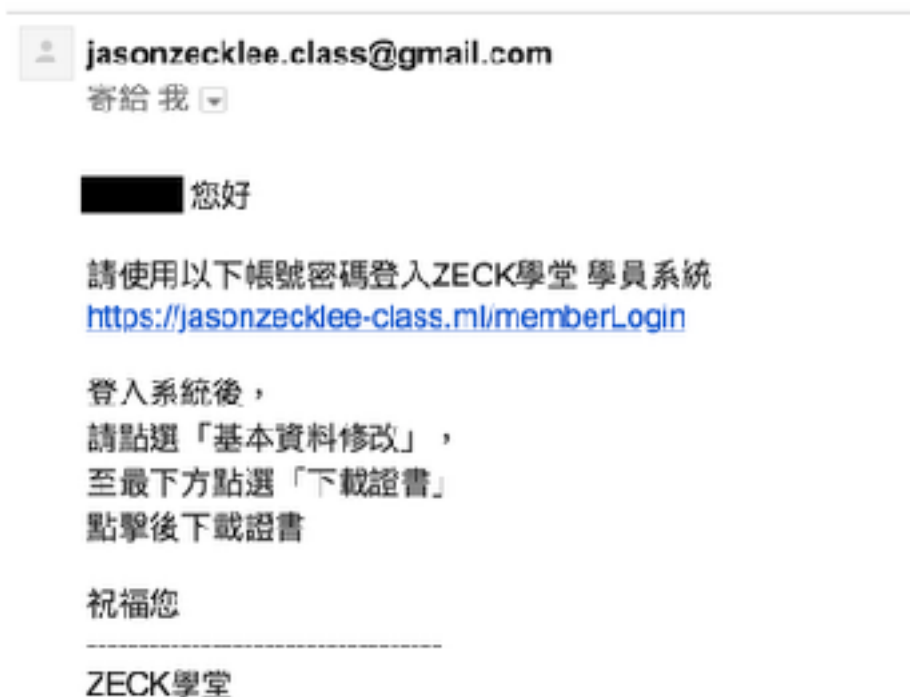 jasonzecklee.class@gmail.com
寄給 我
您好
請使用以下帳號密碼登入ZECK學堂 學員系統
https://jasonzecklee-class.ml/memberLogin
登入系統後，
請點選「基本資料修改」，
至最下方點選「下載證書」
點擊後下載證書
祝福您
----------------------------------
ZECK學堂